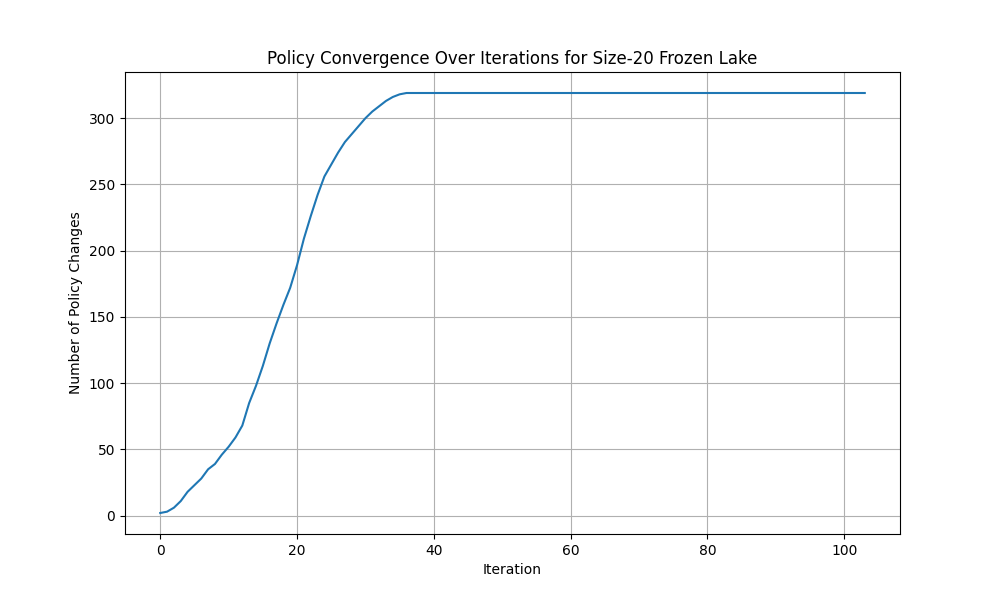 Policy Convergence Over Iterations for Size-20 Frozen Lake
300
250
200
150
100
50
0
Number of Policy Changes
0 20 40 60 80 100
Iteration